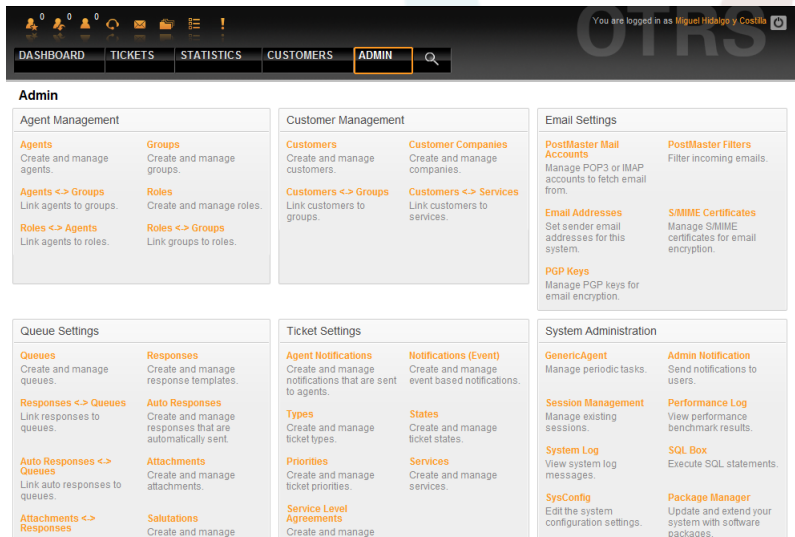 0 0 0
You are logged in as Miguel Hidalgo y Costilla
OTRS
DASHBOARD TICKETS STATISTICS CUSTOMERS ADMIN
Admin
Agent Management
Agents
Create and manage
agents.
Groups
Create and manage
groups.
Agents <-> Groups
Link agents to groups.
Roles
Create and manage roles.
Roles <-> Agents
Link agents to roles.
Roles <-> Groups
Link groups to roles.
Customer Management
Customers
Create and manage
customers.
Customer Companies
Create and manage
companies.
Customers <-> Groups
Link customers to
groups.
Customers <-> Services
Link customers to
services.
Email Settings
PostMaster Mail
Accounts
Manage POP3 or IMAP
accounts to fetch email
from.
PostMaster Filters
Filter incoming emails.
Email Addresses
Set sender email
addresses for this
system.
S/MIME Certificates
Manage S/MIME
certificates for email
encryption.
PGP Keys
Manage PGP keys for
email encryption.
Queue Settings
Queues
Create and manage
queues.
Responses
Create and manage
response templates.
Responses <-> Queues
Link responses to
queues.
Auto Responses
Create and manage
responses that are
automatically sent.
Auto Responses <->
Queues
Link auto responses to
queues.
Attachments
Create and manage
attachments.
Attachments <->
Responses
Salutations
Create and manage
Ticket Settings
Agent Notifications
Create and manage
notifications that are sent
to agents.
Notifications (Event)
Create and manage
event based notifications.
Types
Create and manage
ticket types.
States
Create and manage
ticket states.
Priorities
Create and manage
ticket priorities.
Services
Create and manage
services.
Service Level
Agreements
Create and manage
System Administration
GenericAgent
Manage periodic tasks.
Admin Notification
Send notifications to
users.
Session Management
Manage existing
sessions.
Performance Log
View performance
benchmark results.
System Log
View system log
messages.
SQL Box
Execute SQL statements.
SysConfig
Edit the system
configuration settings.
Package Manager
Update and extend your
system with software
packages.